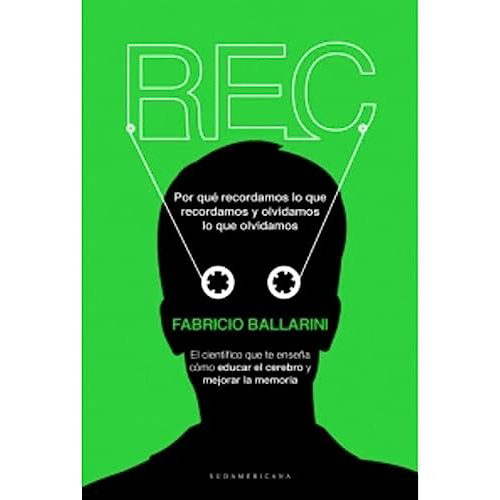 REC
Por qué recordamos lo que
recordamos y olvidamos
lo que olvidamos
FABRICIO BALLARINI
El científico que te enseña
cómo educar el cerebro y
mejorar la memoria
SUDAMERICANA